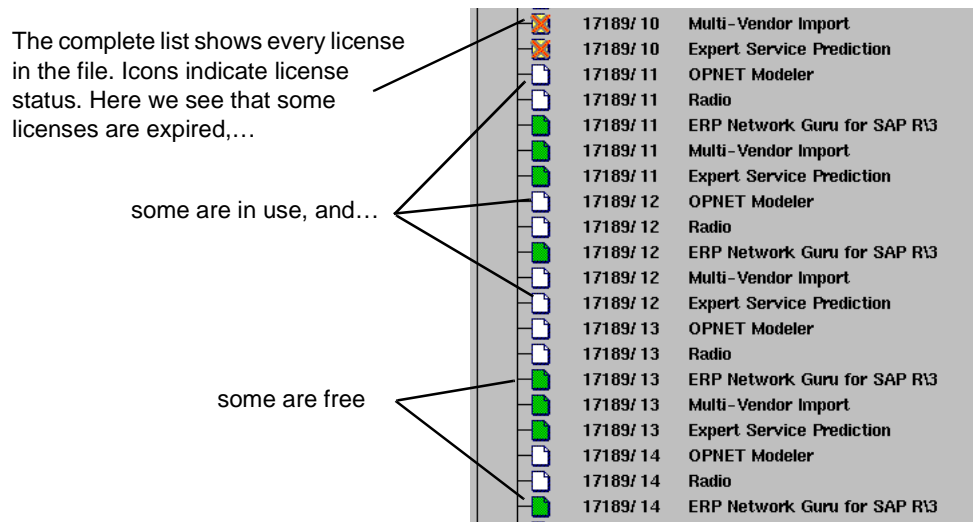 The complete list shows every license
in the file. Icons indicate license
status. Here we see that some
licenses are expired,…
some are in use, and…
some are free
17189/ 10 Multi-Vendor Import
17189/ 10 Expert Service Prediction
17189/ 11 OPNET Modeler
17189/ 11 Radio
17189/ 11 ERP Network Guru for SAP R\3
17189/ 11 Multi-Vendor Import
17189/ 11 Expert Service Prediction
17189/ 12 OPNET Modeler
17189/ 12 Radio
17189/ 12 ERP Network Guru for SAP R\3
17189/ 12 Multi-Vendor Import
17189/ 12 Expert Service Prediction
17189/ 13 OPNET Modeler
17189/ 13 Radio
17189/ 13 ERP Network Guru for SAP R\3
17189/ 13 Multi-Vendor Import
17189/ 13 Expert Service Prediction
17189/ 14 OPNET Modeler
17189/ 14 Radio
17189/ 14 ERP Network Guru for SAP R\3